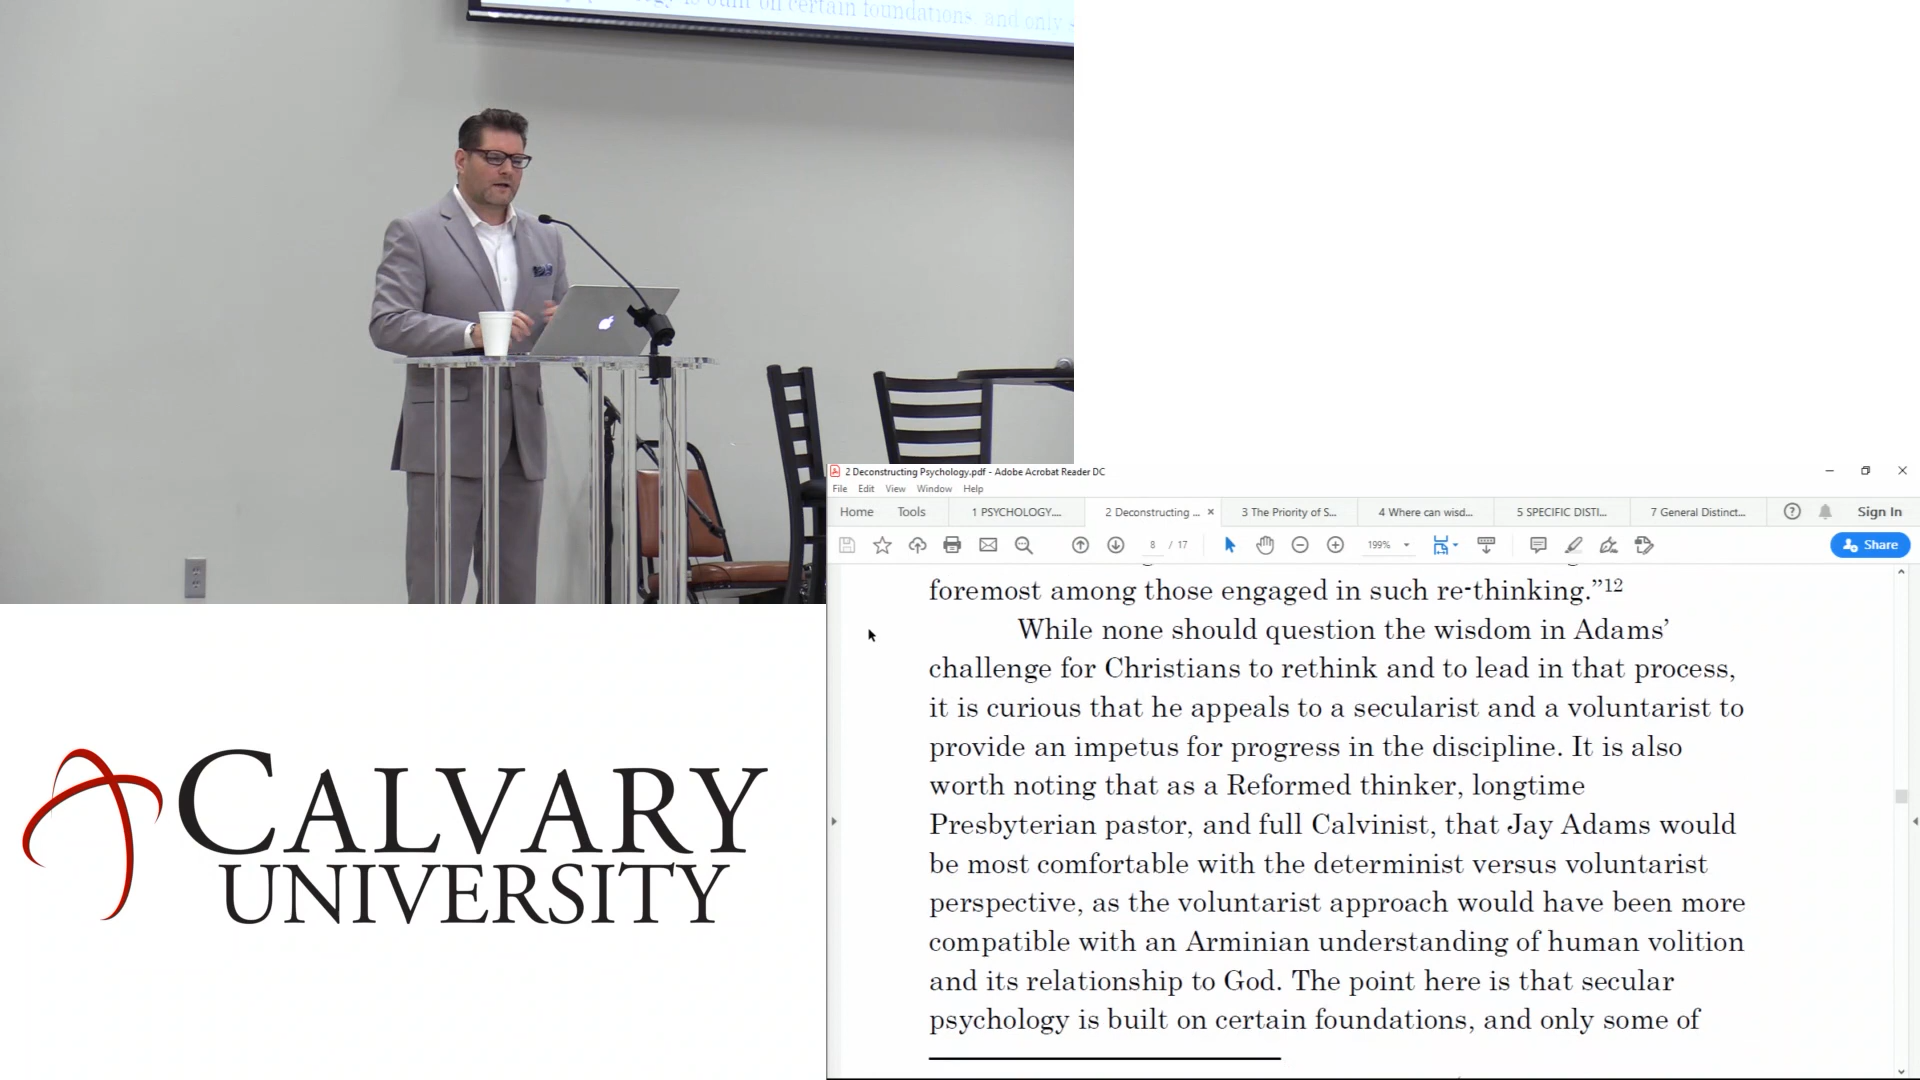 certain foundations, and only
2 Deconstructing Psychology.pdf - Adobe Acrobat Reader DC
File Edit View Window Help
Home Tools 1 PSYCHOLOGY.... 2 Deconstructing ... × 3 The Priority of S... 4 Where can wisd... 5 SPECIFIC DISTI... 7 General Distinct... Sign In
8 / 17 199% Share
foremost among those engaged in such re-thinking.”12
While none should question the wisdom in Adams’
challenge for Christians to rethink and to lead in that process,
it is curious that he appeals to a secularist and a voluntarist to
provide an impetus for progress in the discipline. It is also
worth noting that as a Reformed thinker, longtime
Presbyterian pastor, and full Calvinist, that Jay Adams would
be most comfortable with the determinist versus voluntarist
perspective, as the voluntarist approach would have been more
compatible with an Arminian understanding of human volition
and its relationship to God. The point here is that secular
psychology is built on certain foundations, and only some of
CALVARY
UNIVERSITY